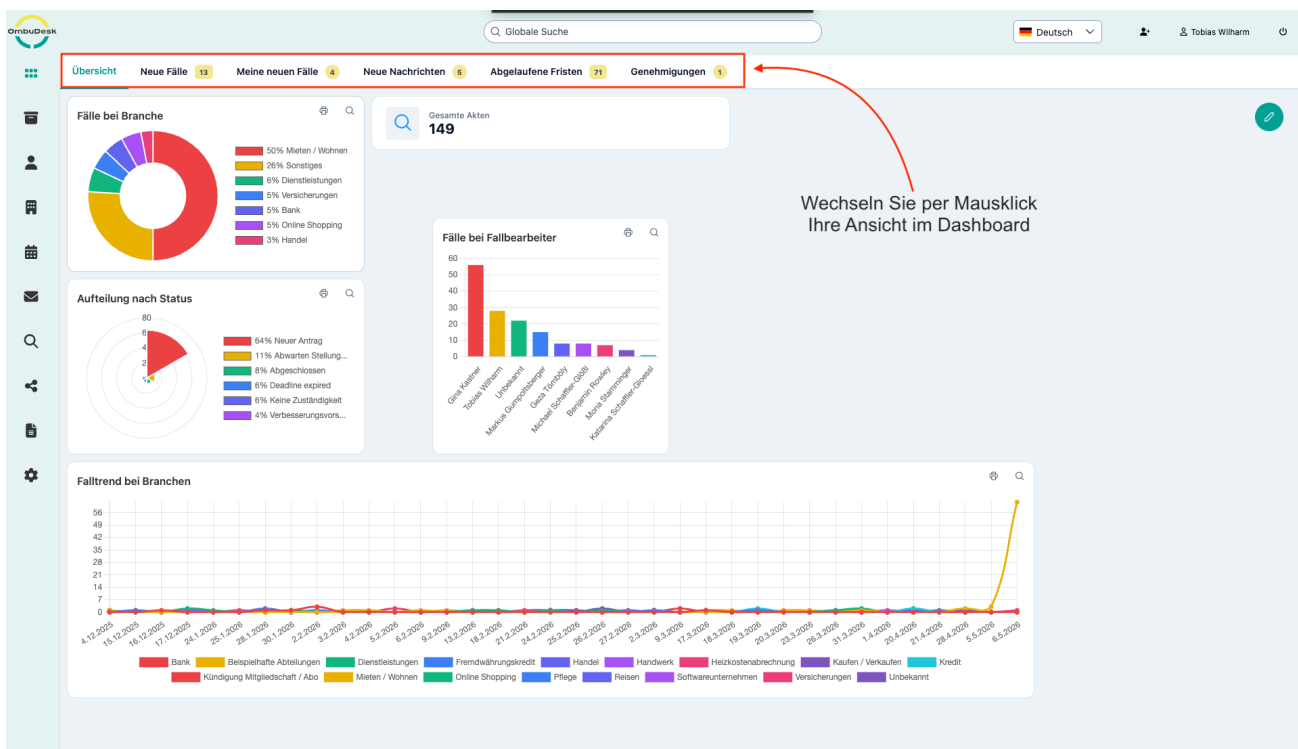 OmbuDesk
Globale Suche
Deutsch
Tobias Wilharm
Übersicht
Neue Fälle 13
Meine neuen Fälle 4
Neue Nachrichten 5
Abgelaufene Fristen 71
Genehmigungen 1
Fälle bei Branche
50% Mieten / Wohnen
26% Sonstiges
6% Dienstleistungen
5% Versicherungen
5% Bank
5% Online Shopping
3% Handel
Gesamte Akten
149
Wechseln Sie per Mausklick
Ihre Ansicht im Dashboard
Fälle bei Fallbearbeiter
60
50
40
30
20
10
0
Gina Kastner
Tobias Wilharm
Unbekannt
Markus Gumpoltsberger
Geza Tömböly
Michael Schaffler-Glößl
Benjamin Rowley
Mona Stamminger
Katarina Schaffler-Gloessl
Aufteilung nach Status
80
6
4
2
64% Neuer Antrag
11% Abwarten Stellung...
8% Abgeschlossen
6% Deadline expired
6% Keine Zuständigkeit
4% Verbesserungsvors...
Falltrend bei Branchen
56
49
42
35
28
21
14
7
0
4.12.2025
15.12.2025
16.12.2025
17.12.2025
24.1.2026
25.1.2026
28.1.2026
30.1.2026
2.2.2026
3.2.2026
4.2.2026
5.2.2026
6.2.2026
9.2.2026
13.2.2026
18.2.2026
21.2.2026
24.2.2026
25.2.2026
26.2.2026
27.2.2026
2.3.2026
9.3.2026
17.3.2026
18.3.2026
19.3.2026
20.3.2026
23.3.2026
26.3.2026
31.3.2026
1.4.2026
20.4.2026
21.4.2026
28.4.2026
5.5.2026
6.5.2026
Bank Beispielhafte Abteilungen Dienstleistungen Fremdwährungskredit Handel Handwerk Heizkostenabrechnung Kaufen / Verkaufen Kredit
Kündigung Mitgliedschaft / Abo Mieten / Wohnen Online Shopping Pflege Reisen Softwareunternehmen Versicherungen Unbekannt